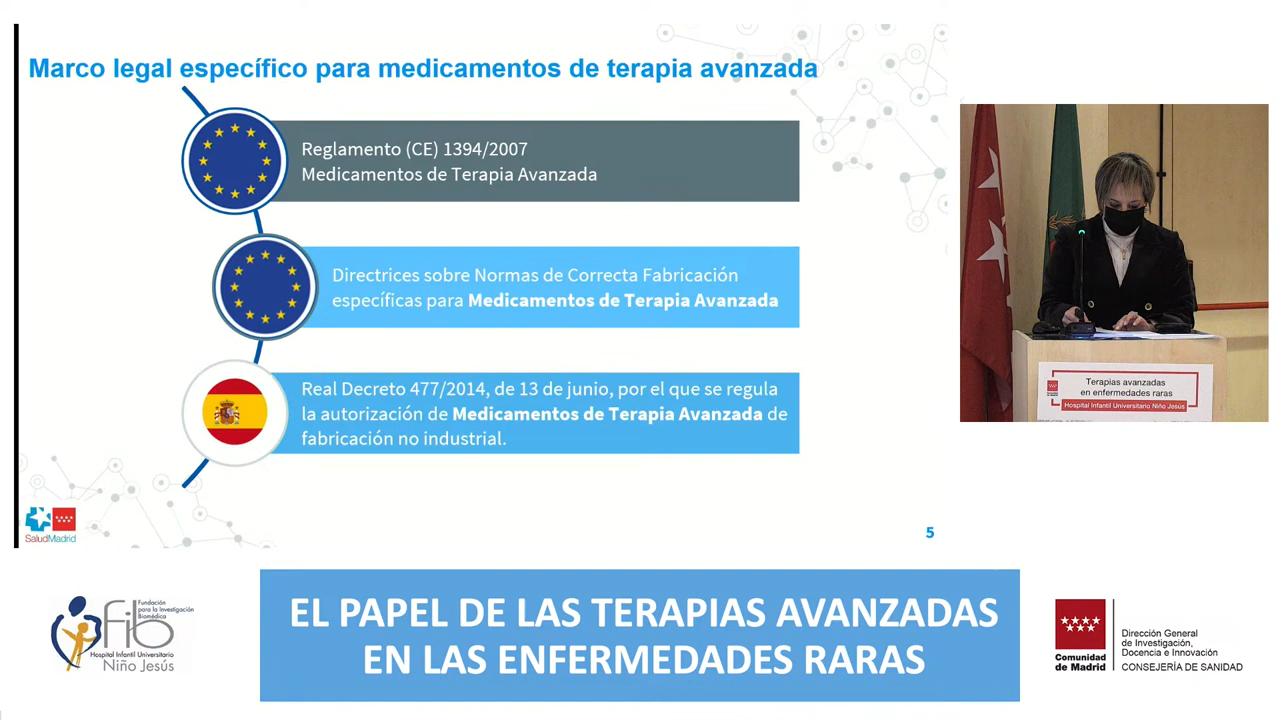 Marco legal específico para medicamentos de terapia avanzada
Reglamento (CE) 1394/2007
Medicamentos de Terapia Avanzada
Directrices sobre Normas de Correcta Fabricación
específicas para Medicamentos de Terapia Avanzada
Real Decreto 477/2014, de 13 de junio, por el que se regula
la autorización de Medicamentos de Terapia Avanzada de
fabricación no industrial.
SaludMadrid
5
Terapias avanzadas
en enfermedades raras
Hospital Infantil Universitario Niño Jesús
Fundación
para la Investigación
Biomédica
fib
Hospital Infantil Universitario
Niño Jesús
EL PAPEL DE LAS TERAPIAS AVANZADAS
EN LAS ENFERMEDADES RARAS
Comunidad
de Madrid
Dirección General
de Investigación,
Docencia e Innovación
CONSEJERÍA DE SANIDAD